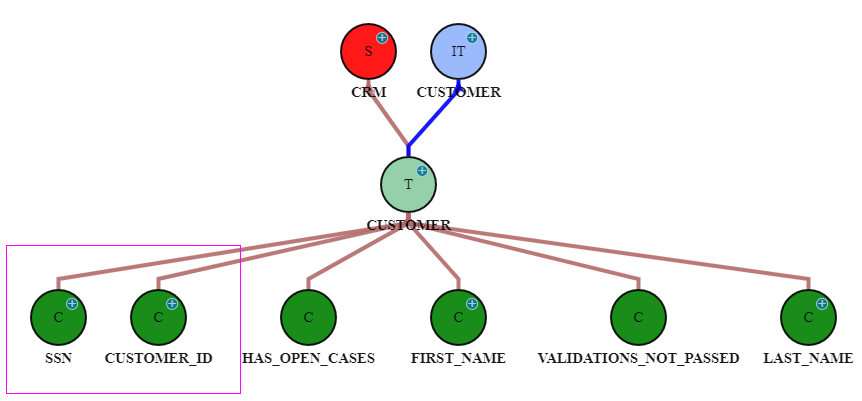 S
IT
CRM
CUSTOMER
T
CUSTOMER
C
C
C
C
C
C
SSN
CUSTOMER_ID
HAS_OPEN_CASES
FIRST_NAME
VALIDATIONS_NOT_PASSED
LAST_NAME